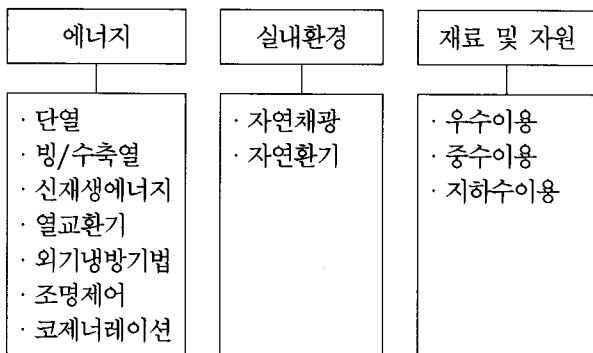 에너지
· 단열
· 빙/수축열
· 신재생에너지
· 열교환기
· 외기냉방기법
· 조명제어
· 코제너레이션
실내환경
· 자연채광
· 자연환기
재료 및 자원
· 우수이용
· 중수이용
· 지하수이용